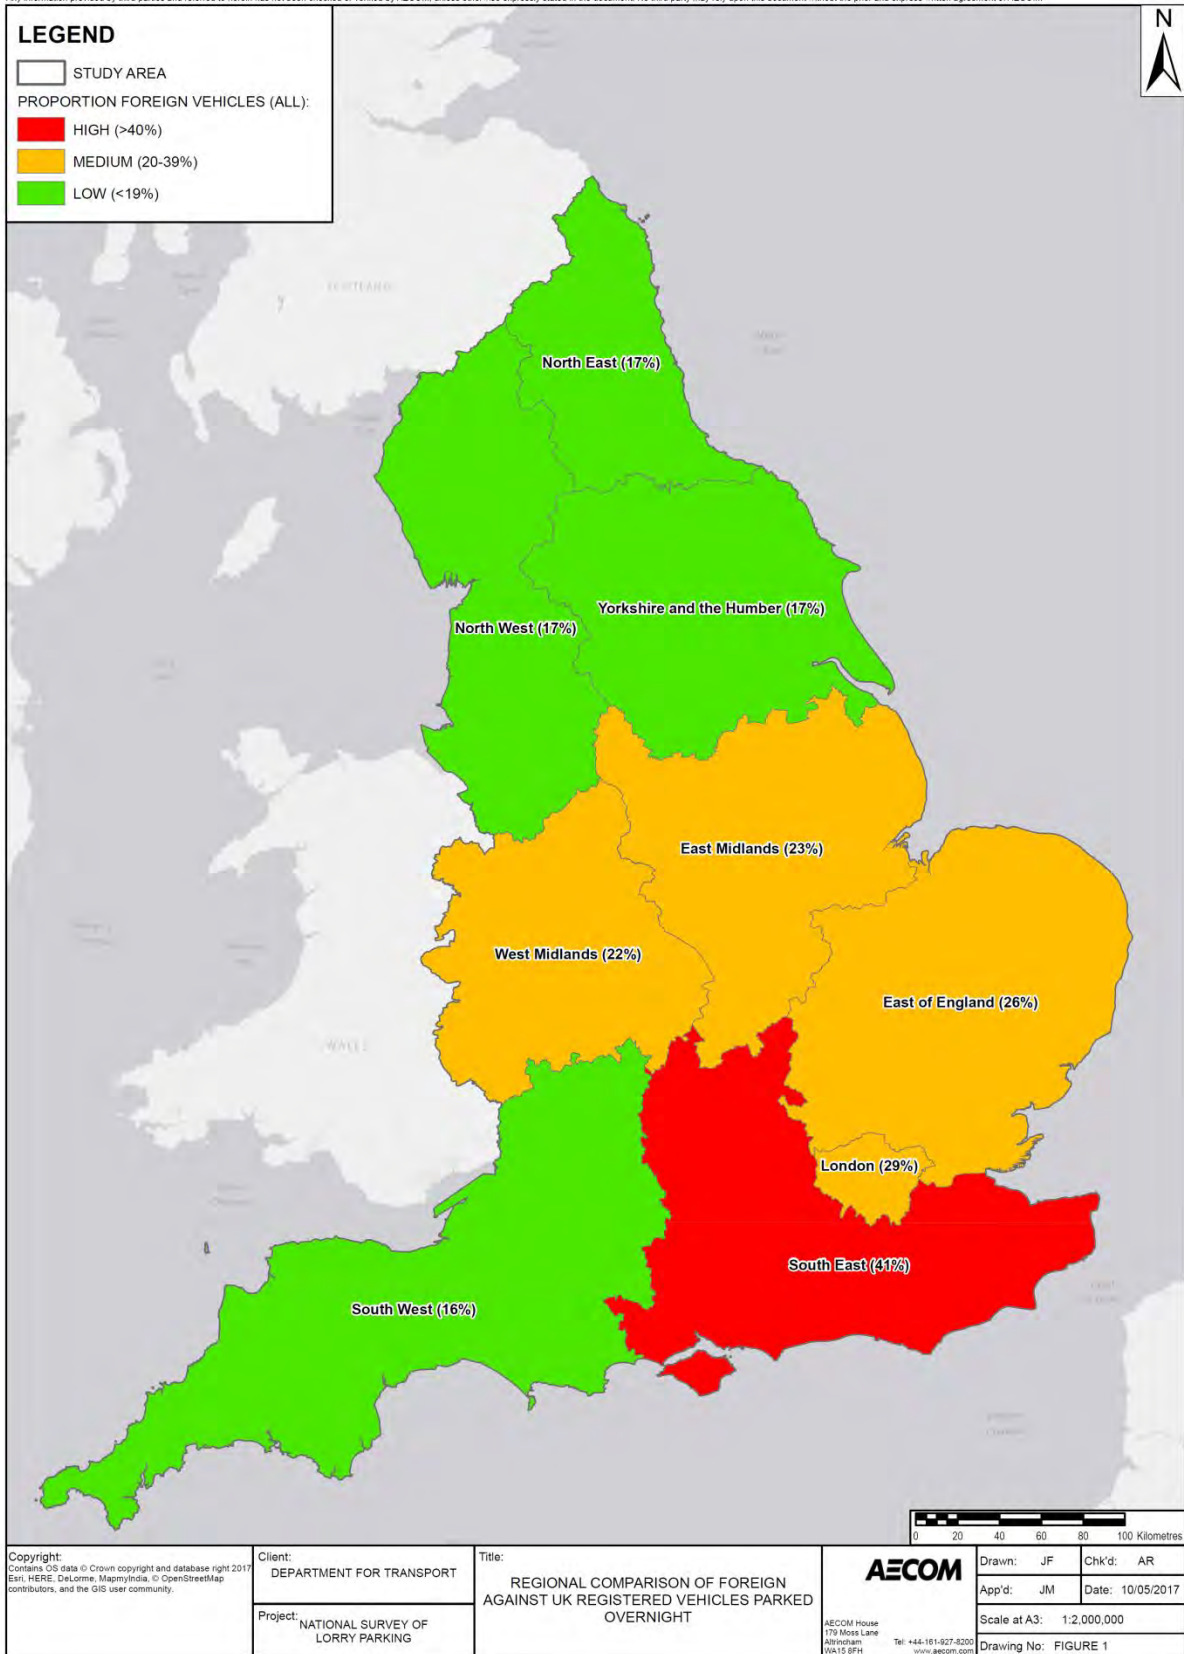 LEGEND
STUDY AREA
PROPORTION FOREIGN VEHICLES (ALL):
HIGH (>40%)
MEDIUM (20-39%)
LOW (<19%)
N
SCOTLAND
North East (17%)
Yorkshire and the Humber (17%)
North West (17%)
East Midlands (23%)
West Midlands (22%)
East of England (26%)
WALES
London (29%)
South East (41%)
South West (16%)
0 20 40 60 80 100 Kilometres
Copyright:
Contains OS data © Crown copyright and database right 2017
Esri, HERE, DeLorme, MapmyIndia, © OpenStreetMap
contributors, and the GIS user community.
Client:
DEPARTMENT FOR TRANSPORT
Project:
NATIONAL SURVEY OF
LORRY PARKING
Title:
REGIONAL COMPARISON OF FOREIGN
AGAINST UK REGISTERED VEHICLES PARKED
OVERNIGHT
AECOM
AECOM House
179 Moss Lane
Altrincham
WA15 8FH
Tel: +44-161-927-8200
www.aecom.com
Drawn: JF
Chk'd: AR
App'd: JM
Date: 10/05/2017
Scale at A3: 1:2,000,000
Drawing No: FIGURE 1